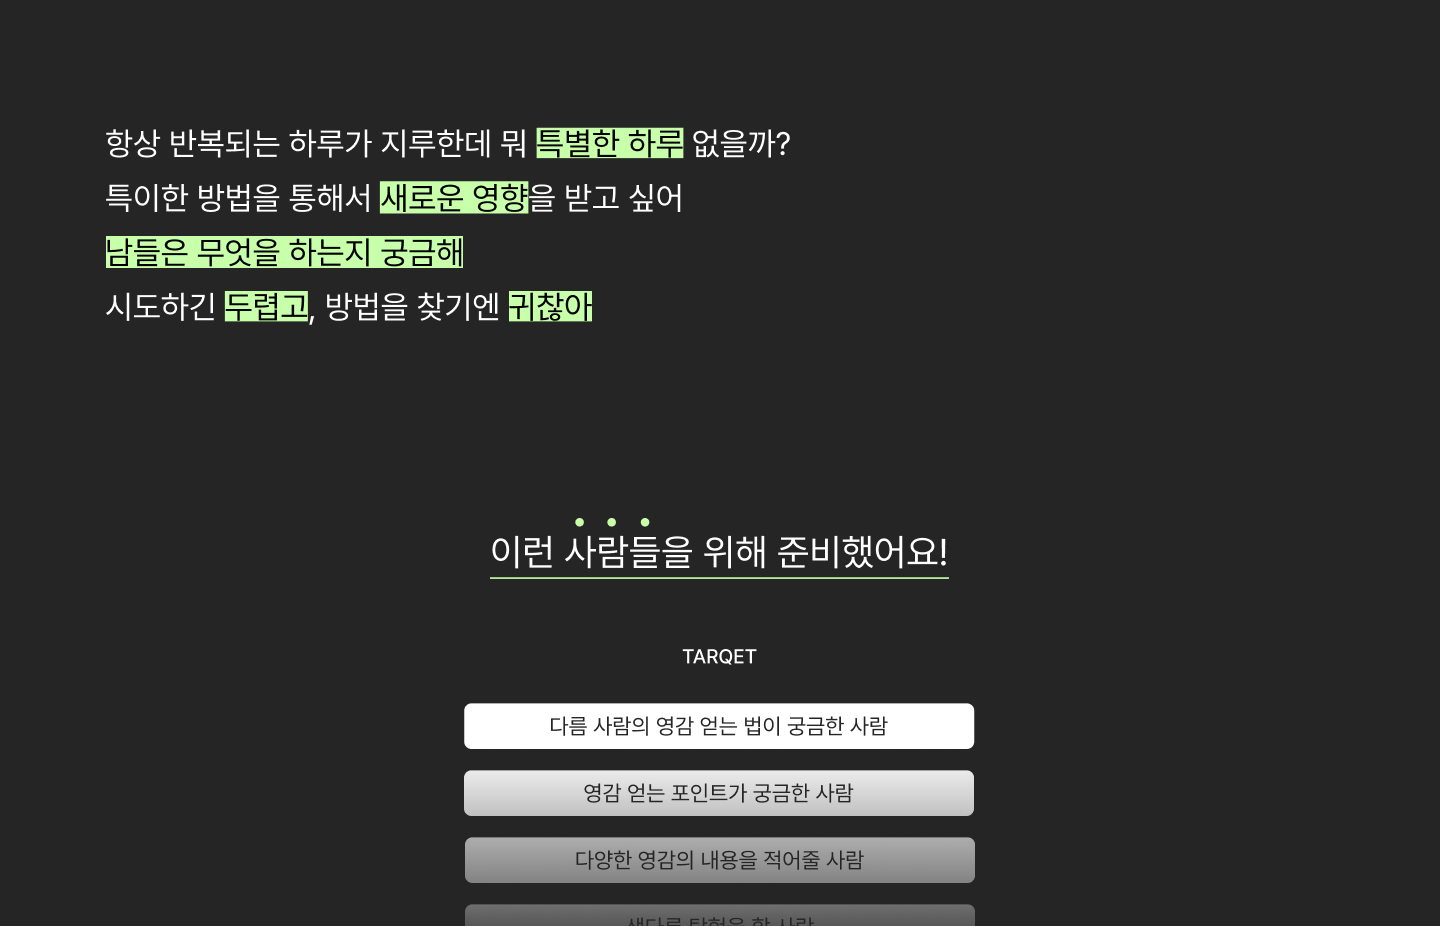 항상 반복되는 하루가 지루한데 뭐 특별한 하루 없을까?
특이한 방법을 통해서 새로운 영향을 받고 싶어
남들은 무엇을 하는지 궁금해
시도하긴 두렵고, 방법을 찾기엔 귀찮아
이런 사람들을 위해 준비했어요!
TARQET
다름 사람의 영감 얻는 법이 궁금한 사람
영감 얻는 포인트가 궁금한 사람
다양한 영감의 내용을 적어줄 사람